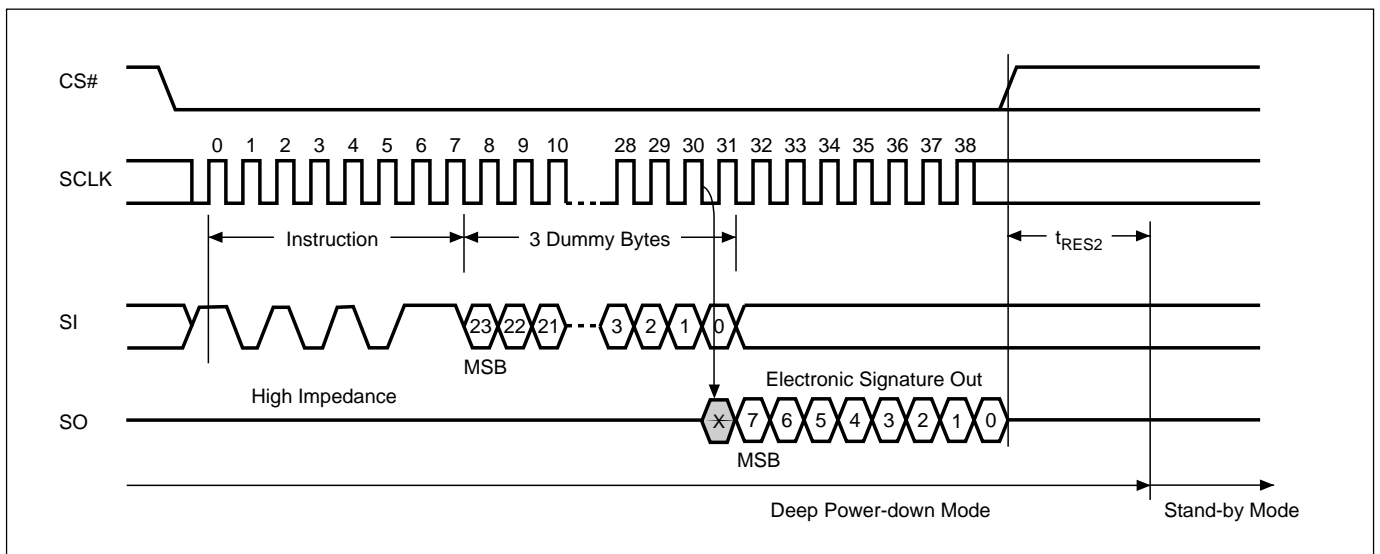 CS#
0 1 2 3 4 5 6 7 8 9 10 28 29 30 31 32 33 34 35 36 37 38
SCLK
Instruction 3 Dummy Bytes tRES2
SI 23 22 21 3 2 1 0
MSB
High Impedance Electronic Signature Out
SO X 7 6 5 4 3 2 1 0
MSB
Deep Power-down Mode Stand-by Mode